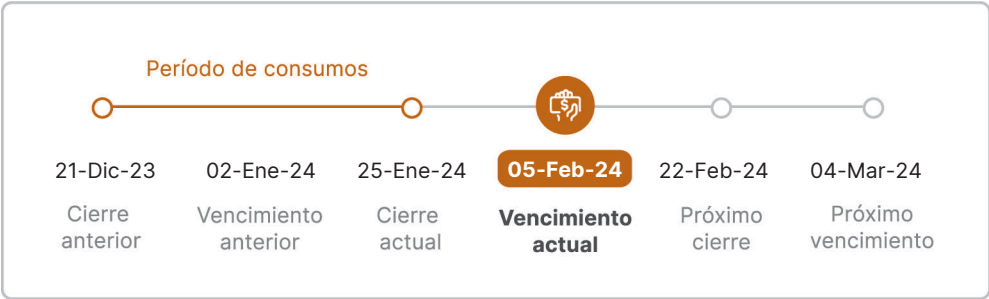 Período de consumos
$
21-Dic-23 02-Ene-24 25-Ene-24 05-Feb-24 22-Feb-24 04-Mar-24
Cierre Vencimiento Cierre Vencimiento Próximo Próximo
anterior anterior actual actual cierre vencimiento